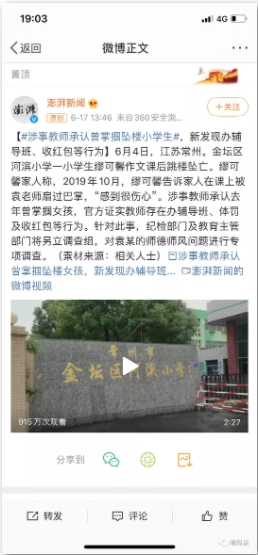 19:03
4G
返回
微博正文
置顶
澎湃
澎湃新闻
+关注
原创
6-17 13:46 来自 360安全浏...
【#涉事教师承认曾掌掴坠楼小学生#，新发现办辅
导班、收红包等行为】6月4日，江苏常州。金坛区
河滨小学一小学生缪可馨作文课后跳楼坠亡。缪可
馨家人称，2019年10月，缪可馨告诉家人在课上被
袁老师扇过巴掌，“感到很伤心”。涉事教师承认去
年曾掌掴女孩，官方证实教师存在办辅导班、体罚
及收红包等行为。针对此事，纪检部门及教育主管
部门将另立调查组，对袁某的师德师风问题进行专
项调查。（素材来源：相关人士）涉事教师承认
曾掌掴坠楼女孩，新发现办辅导班... 澎湃新闻的
微博视频
常州市
金坛区河滨小学
915万次观看
2:27
分享到
转发
评论
赞